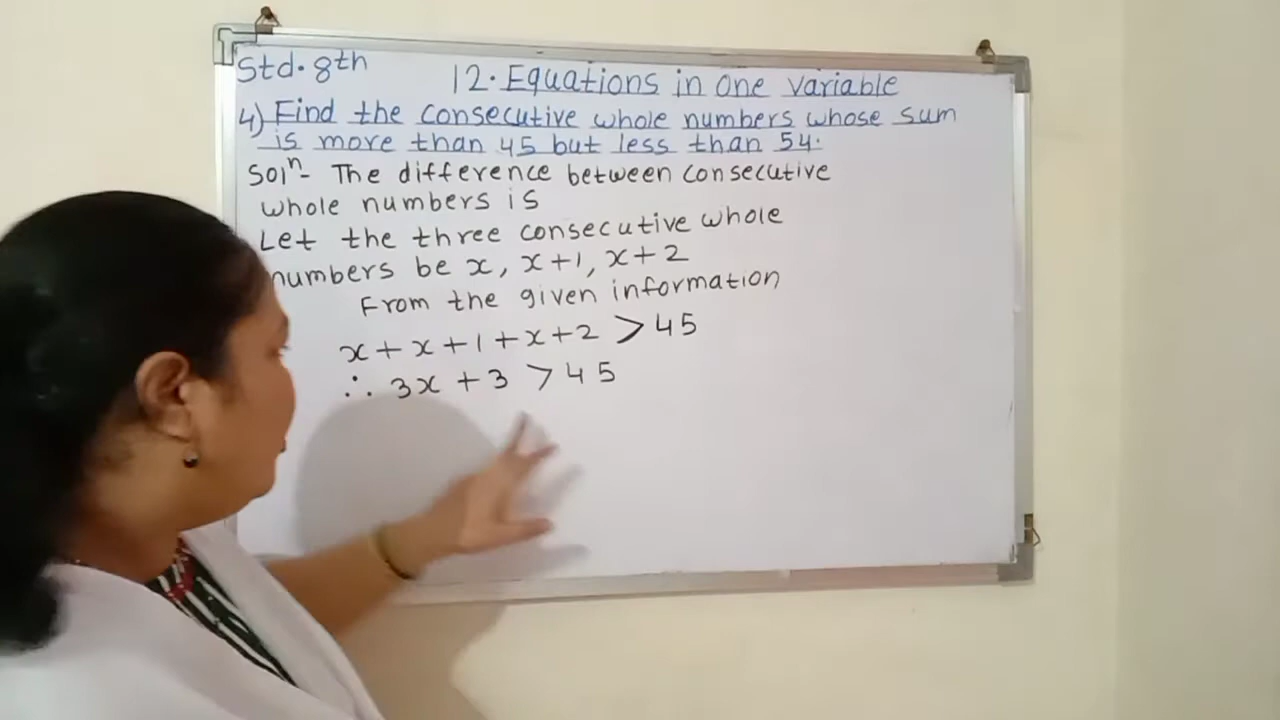 Std. 8th
12. Equations in one variable
4) Find the consecutive whole numbers whose sum
is more than 45 but less than 54.
Solⁿ- The difference between consecutive
whole numbers is
Let the three consecutive whole
numbers be x, x+1, x+2
From the given information
x + x + 1 + x + 2 > 45
∴ 3x + 3 > 45